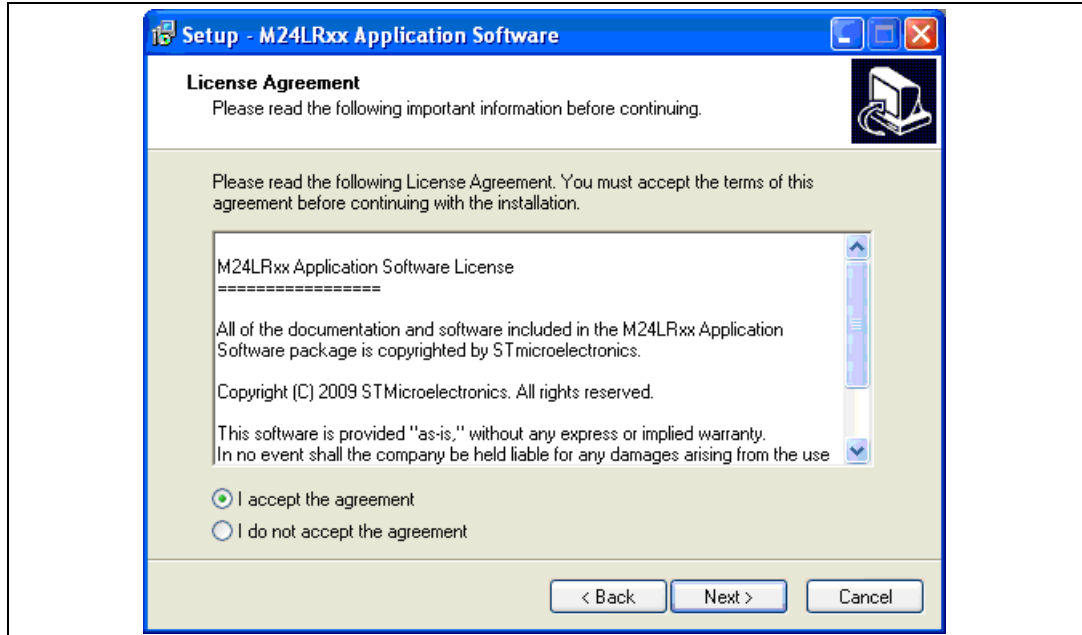 Setup - M24LRxx Application Software
License Agreement
Please read the following important information before continuing.
Please read the following License Agreement. You must accept the terms of this
agreement before continuing with the installation.
M24LRxx Application Software License
=================
All of the documentation and software included in the M24LRxx Application
Software package is copyrighted by STmicroelectronics.
Copyright (C) 2009 STMicroelectronics. All rights reserved.
This software is provided "as-is," without any express or implied warranty.
In no event shall the company be held liable for any damages arising from the use
I accept the agreement
I do not accept the agreement
< Back Next > Cancel